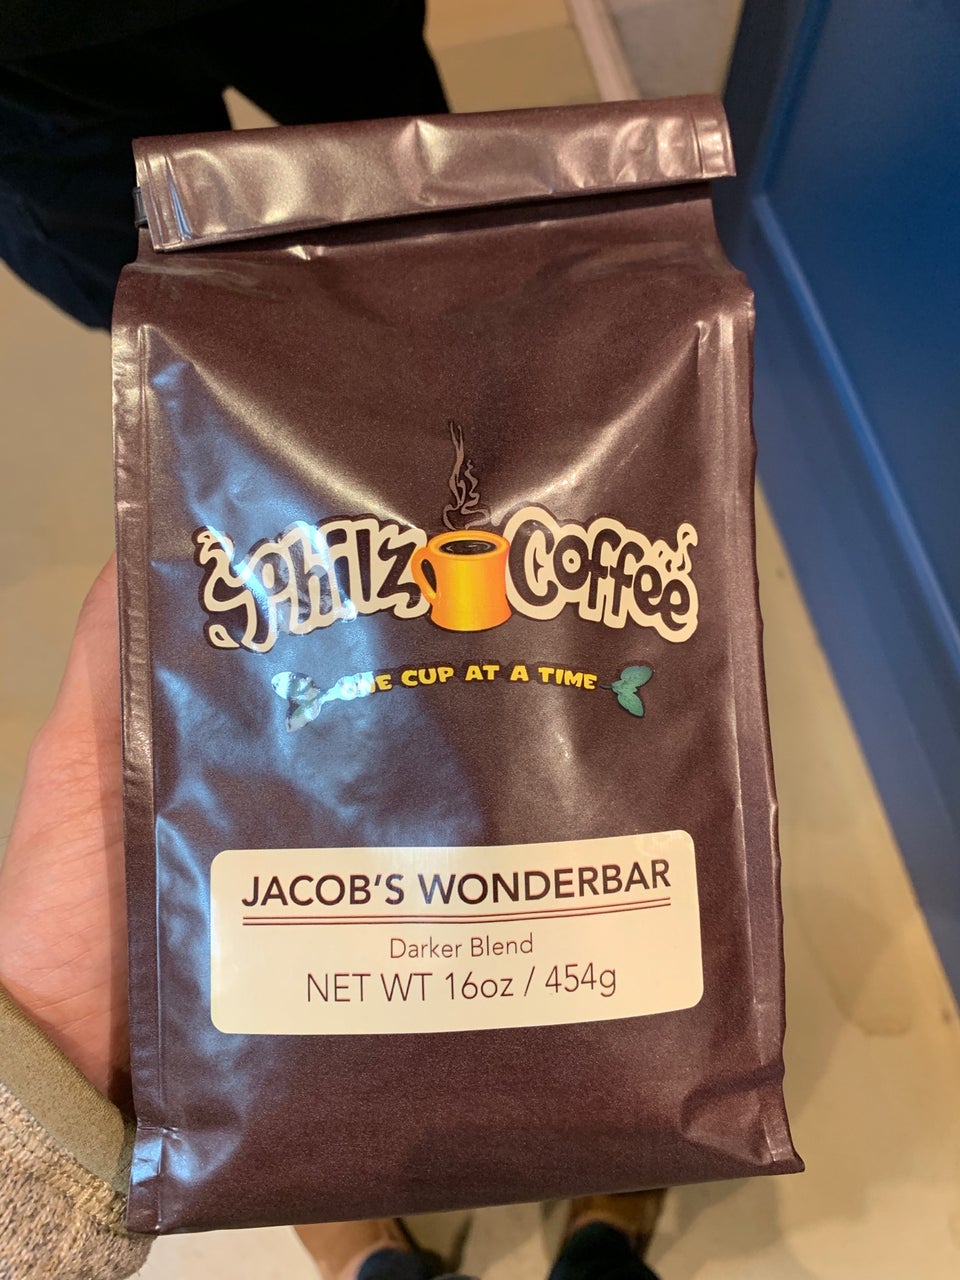 Philz Coffee
ONE CUP AT A TIME
JACOB'S WONDERBAR
Darker Blend
NET WT 16oz / 454g